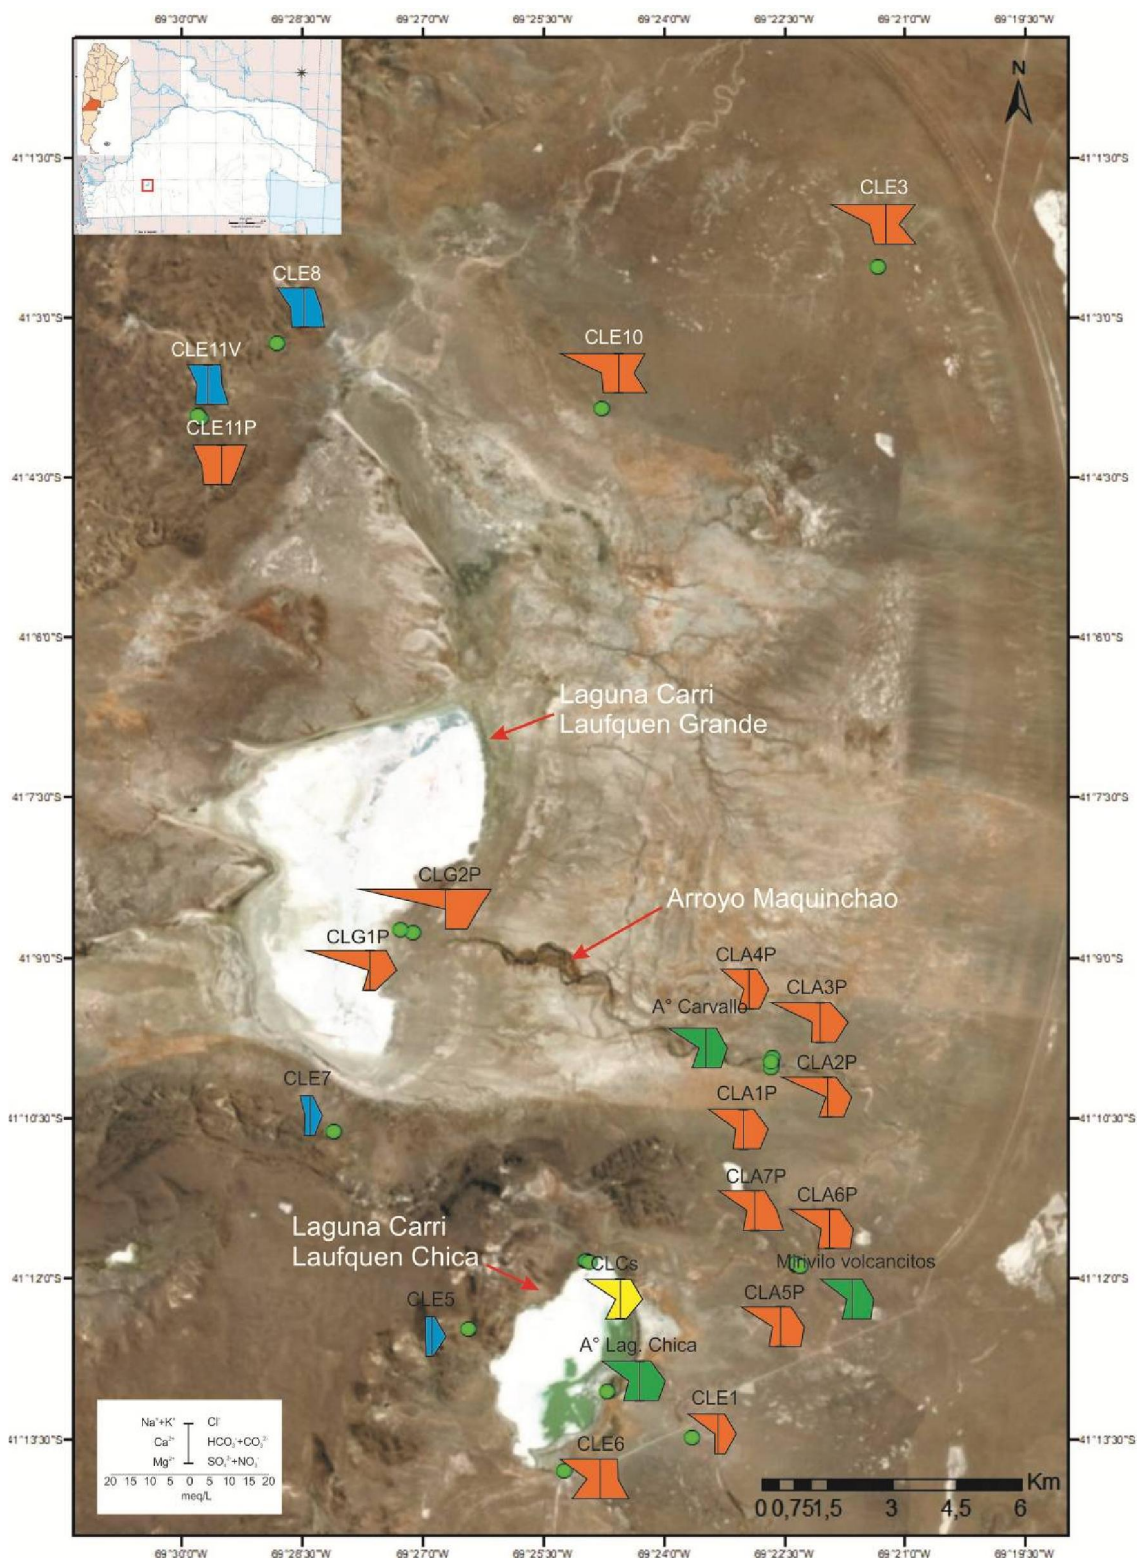 69°30'0"W 69°28'30"W 69°27'0"W 69°25'30"W 69°24'0"W 69°22'30"W 69°21'0"W 69°19'30"W
N
41°1'30"S 41°1'30"S
CLE3
CLE8
41°3'0"S 41°3'0"S
CLE11V
CLE10
CLE11P
41°4'30"S 41°4'30"S
41°6'0"S 41°6'0"S
Laguna Carri
Laufquen Grande
41°7'30"S 41°7'30"S
CLG2P
Arroyo Maquinchao
CLG1P
41°9'0"S 41°9'0"S
CLA4P
CLA3P
A° Carvallo
CLA2P
CLE7
CLA1P
41°10'30"S 41°10'30"S
CLA7P
CLA6P
Laguna Carri
Laufquen Chica
Minivilo volcancitos
CLCs
41°12'0"S 41°12'0"S
CLE5
CLA5P
A° Lag. Chica
CLE1
41°13'30"S 41°13'30"S
CLE6
Na⁺+K⁺ Cl⁻
Ca²⁺ HCO₃⁻+CO₃²⁻
Mg²⁺ SO₄²⁻+NO₃⁻
20 15 10 5 0 5 10 15 20
meq/L
Km
0 0,75 1,5 3 4,5 6
69°30'0"W 69°28'30"W 69°27'0"W 69°25'30"W 69°24'0"W 69°22'30"W 69°21'0"W 69°19'30"W